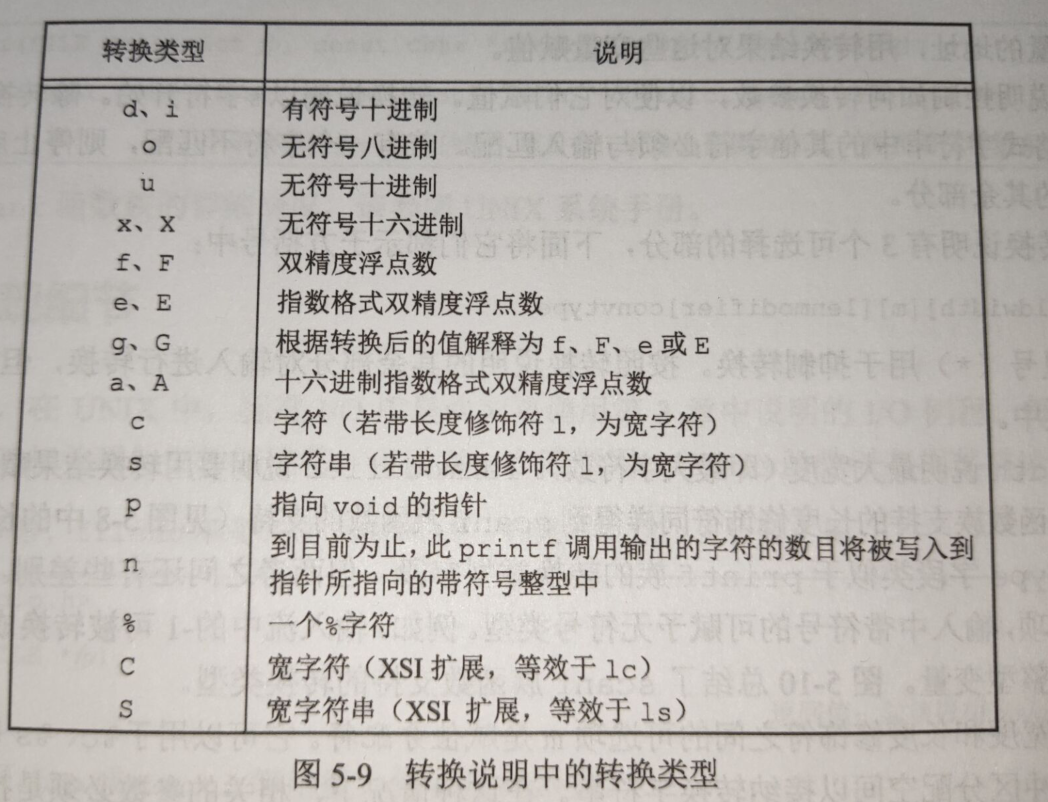 转换类型 说明
d、i 有符号十进制
o 无符号八进制
u 无符号十进制
x、X 无符号十六进制
f、F 双精度浮点数
e、E 指数格式双精度浮点数
g、G 根据转换后的值解释为 f、F、e 或 E
a、A 十六进制指数格式双精度浮点数
c 字符（若带长度修饰符 l，为宽字符）
s 字符串（若带长度修饰符 l，为宽字符）
p 指向 void 的指针
n 到目前为止，此 printf 调用输出的字符的数目将被写入到
指针所指向的带符号整型中
% 一个%字符
C 宽字符（XSI 扩展，等效于 lc）
S 宽字符串（XSI 扩展，等效于 ls）
图 5-9 转换说明中的转换类型